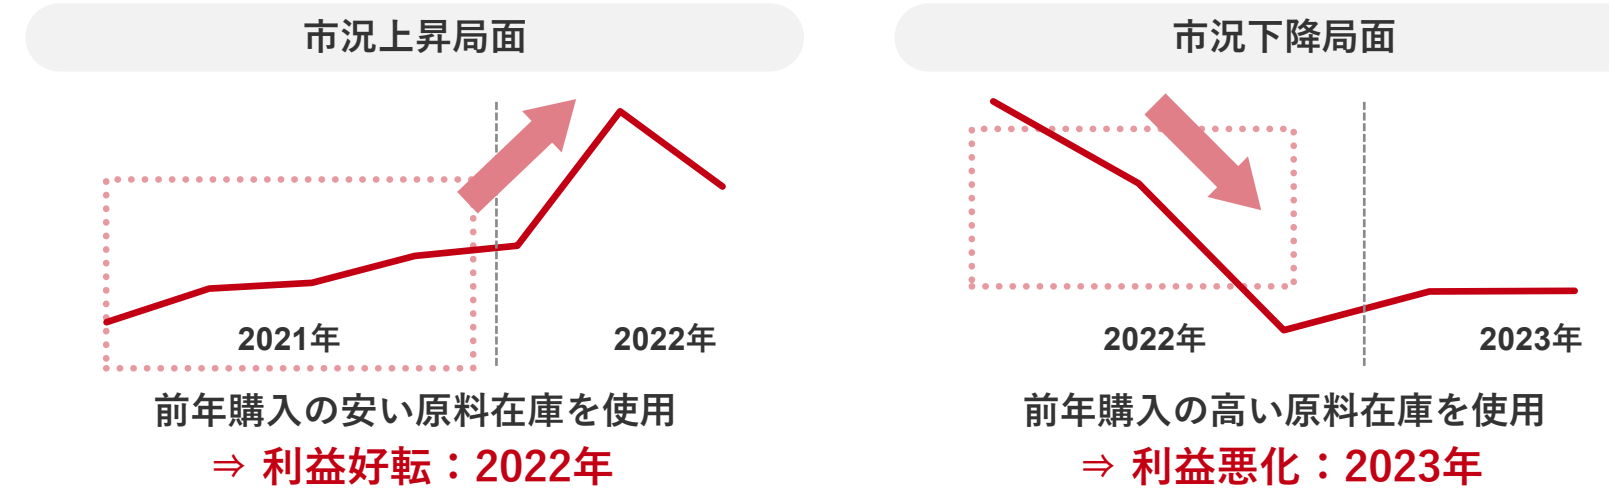 市況上昇局面
2021年
2022年
前年購入の安い原料在庫を使用
⇒ 利益好転：2022年
市況下降局面
2022年
2023年
前年購入の高い原料在庫を使用
⇒ 利益悪化：2023年